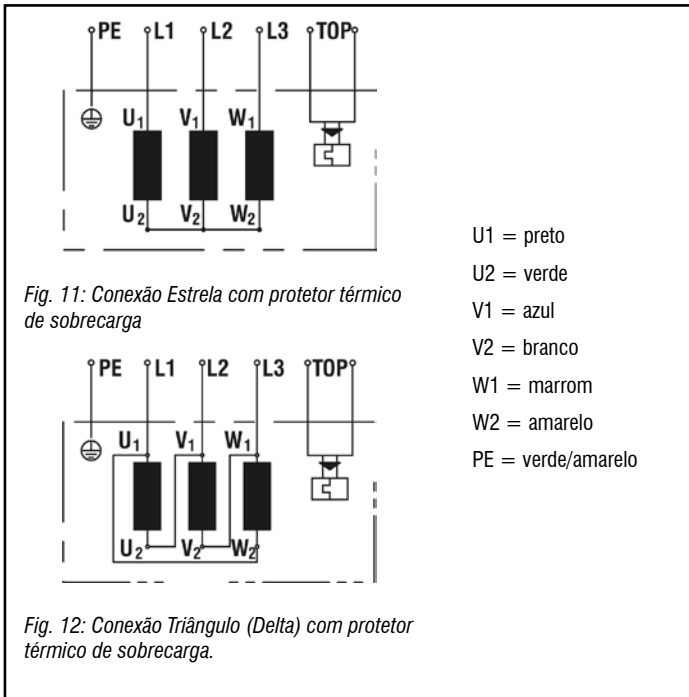 PE L1 L2 L3 TOP
U1 V1 W1
U2 V2 W2
Fig. 11: Conexão Estrela com protetor térmico
de sobrecarga
PE L1 L2 L3 TOP
U1 V1 W1
U2 V2 W2
Fig. 12: Conexão Triângulo (Delta) com protetor
térmico de sobrecarga.
U1 = preto
U2 = verde
V1 = azul
V2 = branco
W1 = marrom
W2 = amarelo
PE = verde/amarelo